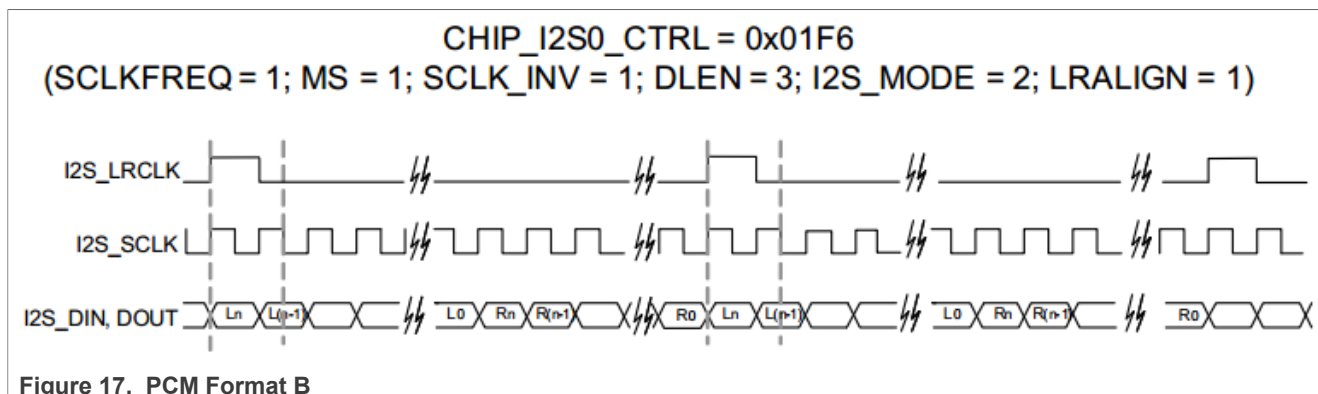 CHIP_I2S0_CTRL = 0x01F6
(SCLKFREQ = 1; MS = 1; SCLK_INV = 1; DLEN = 3; I2S_MODE = 2; LRALIGN = 1)
I2S_LRCLK
I2S_SCLK
I2S_DIN, DOUT Ln L(n-1) L0 Rn R(n-1) R0 Ln L(n-1) L0 Rn R(n-1) R0
Figure 17. PCM Format B